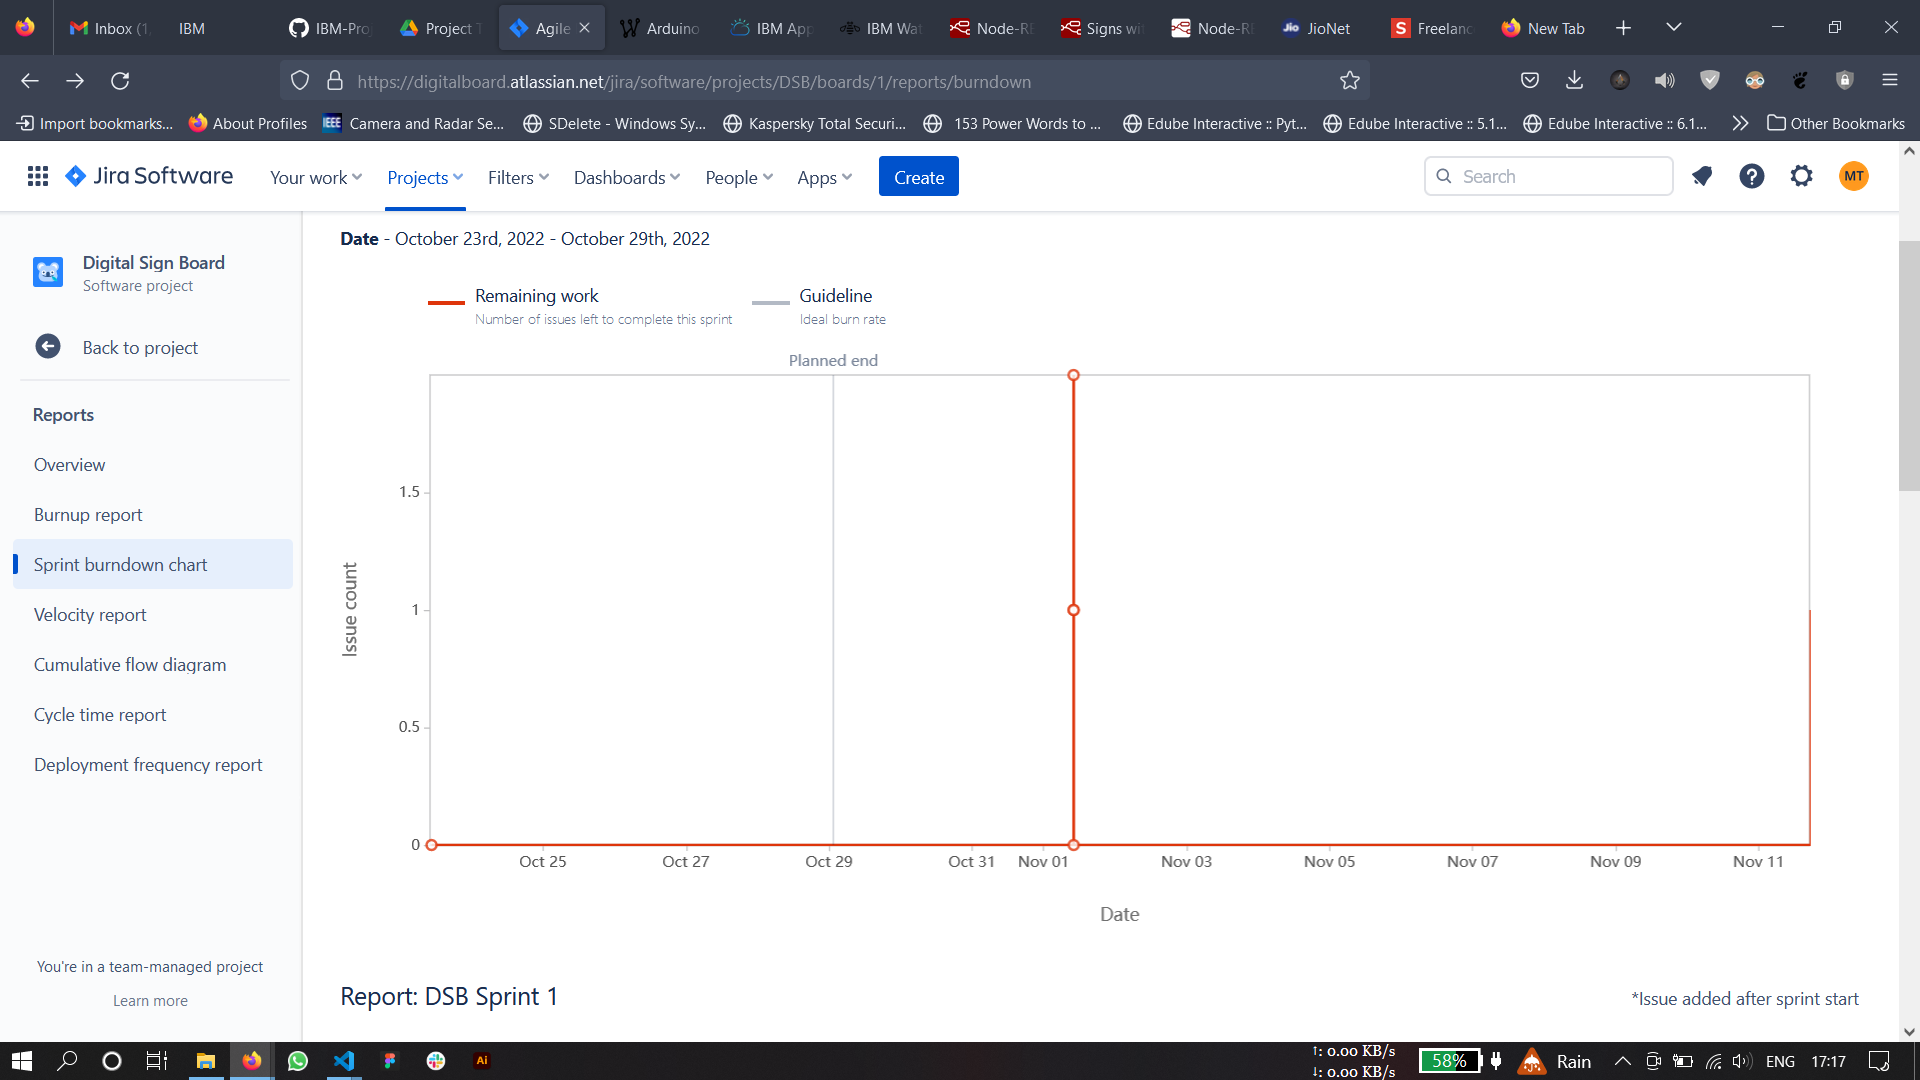 Inbox (1
IBM
IBM-Pro
Project T
Agile
Arduino
IBM App
IBM Wat
Node-RE
Signs wit
Node-RE
Jio
JioNet
S
Freelanc
New Tab
https://digitalboard.atlassian.net/jira/software/projects/DSB/boards/1/reports/burndown
Import bookmarks...
About Profiles
IEEE
Camera and Radar Se...
SDelete - Windows Sy...
Kaspersky Total Securi...
153 Power Words to ...
Edube Interactive :: Pyt...
Edube Interactive :: 5.1...
Edube Interactive :: 6.1...
Other Bookmarks
Jira Software
Your work
Projects
Filters
Dashboards
People
Apps
Create
Search
MT
Digital Sign Board
Software project
Back to project
Reports
Overview
Burnup report
Sprint burndown chart
Velocity report
Cumulative flow diagram
Cycle time report
Deployment frequency report
You're in a team-managed project
Learn more
Date - October 23rd, 2022 - October 29th, 2022
Remaining work
Number of issues left to complete this sprint
Guideline
Ideal burn rate
Planned end
Issue count
1.5
1
0.5
0
Oct 25
Oct 27
Oct 29
Oct 31
Nov 01
Nov 03
Nov 05
Nov 07
Nov 09
Nov 11
Date
Report: DSB Sprint 1
*Issue added after sprint start
Ai
↑: 0.00 KB/s
↓: 0.00 KB/s
58%
Rain
ENG
17:17